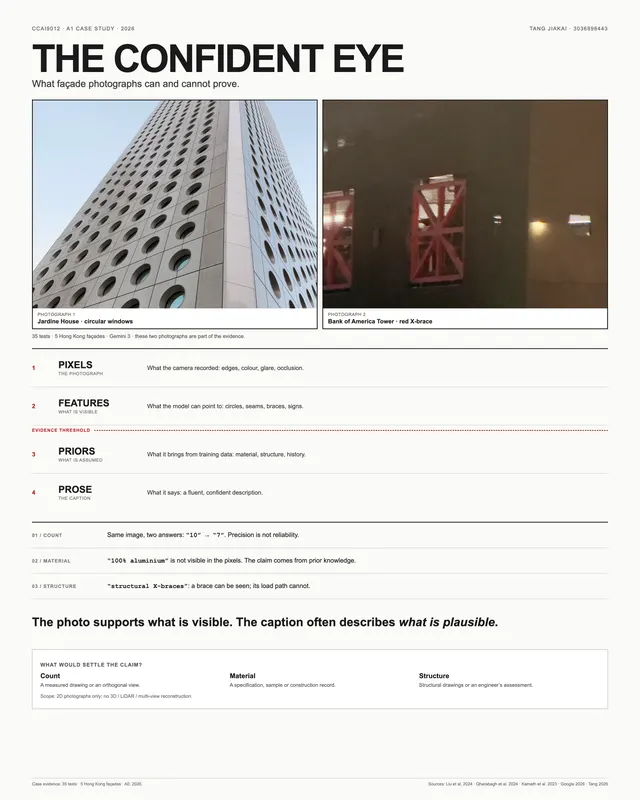 CCAI9012 · A1 CASE STUDY · 2026
TANG JIAKAI · 3036896443
THE CONFIDENT EYE
What façade photographs can and cannot prove.
PHOTOGRAPH 1
Jardine House · circular windows
PHOTOGRAPH 2
Bank of America Tower · red X-brace
35 tests · 5 Hong Kong façades · Gemini 3 · these two photographs are part of the evidence.
1 PIXELS What the camera recorded: edges, colour, glare, occlusion.
THE PHOTOGRAPH
2 FEATURES What the model can point to: circles, seams, braces, signs.
WHAT IS VISIBLE
EVIDENCE THRESHOLD
3 PRIORS What it brings from training data: material, structure, history.
WHAT IS ASSUMED
4 PROSE What it says: a fluent, confident description.
THE CAPTION
01 / COUNT Same image, two answers: "10" → "7". Precision is not reliability.
02 / MATERIAL "100% aluminium" is not visible in the pixels. The claim comes from prior knowledge.
03 / STRUCTURE "structural X-braces": a brace can be seen; its load path cannot.
The photo supports what is visible. The caption often describes what is plausible.
WHAT WOULD SETTLE THE CLAIM?
Count Material Structure
A measured drawing or an orthogonal view. A specification, sample or construction record. Structural drawings or an engineer's assessment.
Scope: 2D photographs only; no 3D / LiDAR / multi-view reconstruction.
Case evidence: 35 tests · 5 Hong Kong façades · A0, 2026
Sources: Liu et al. 2024 · Gherabagh et al. 2024 · Kamath et al. 2023 · Google 2026 · Tang 2026